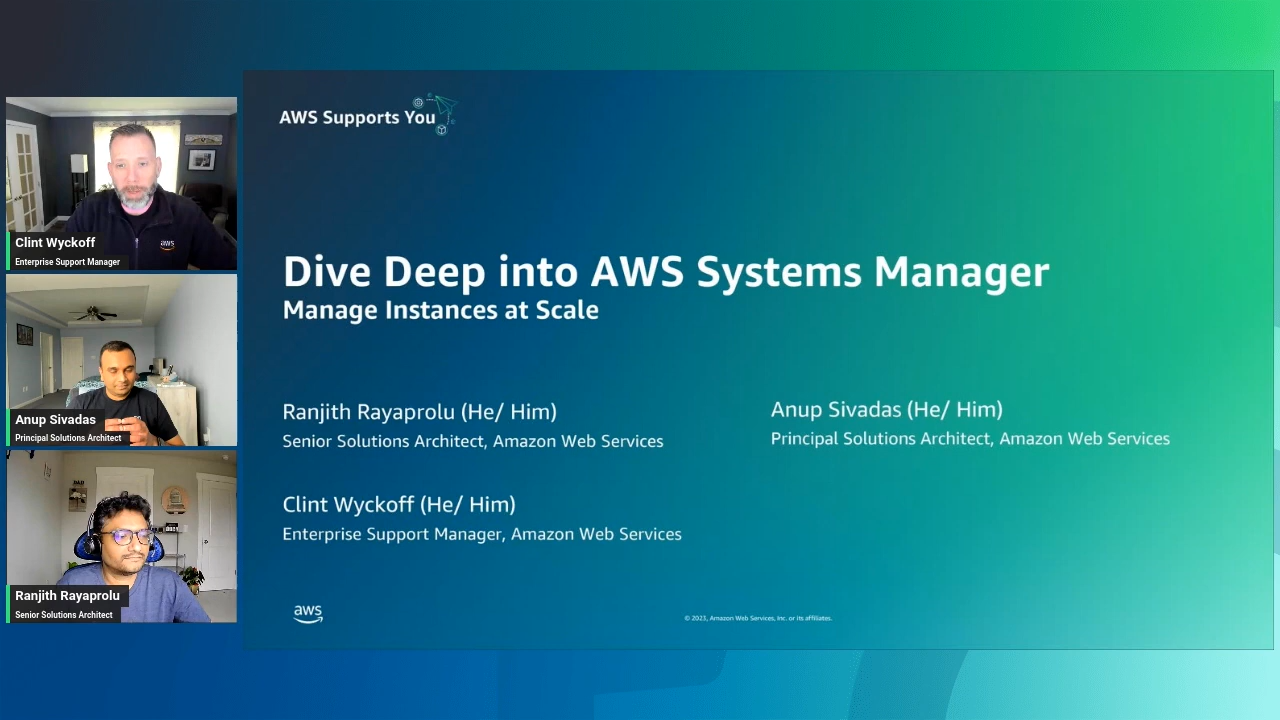 AWS Supports You
Dive Deep into AWS Systems Manager
Manage Instances at Scale
Ranjith Rayaprolu (He/ Him)
Senior Solutions Architect, Amazon Web Services
Anup Sivadas (He/ Him)
Principal Solutions Architect, Amazon Web Services
Clint Wyckoff (He/ Him)
Enterprise Support Manager, Amazon Web Services
aws
© 2023, Amazon Web Services, Inc. or its affiliates.
aws
Clint Wyckoff
Enterprise Support Manager
Anup Sivadas
Principal Solutions Architect
Ranjith Rayaprolu
Senior Solutions Architect